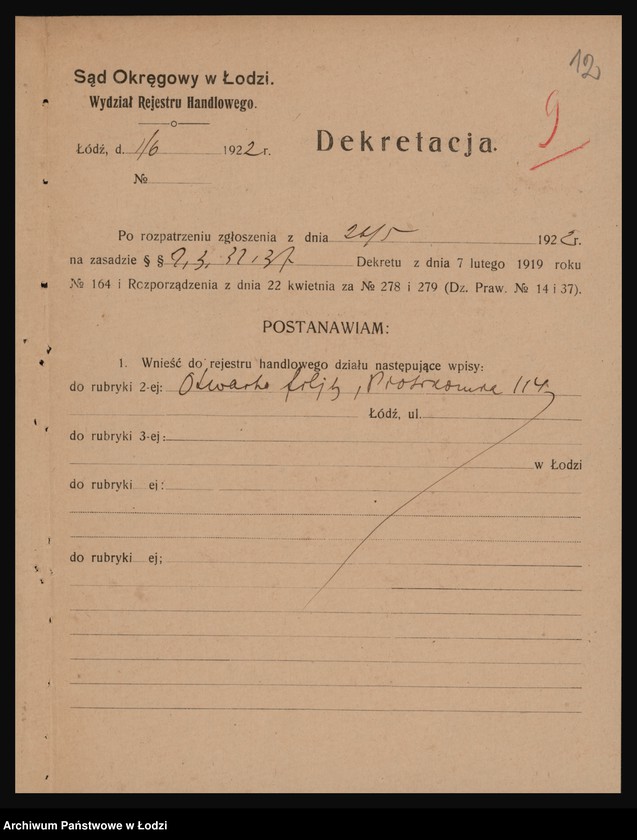 12
Sąd Okręgowy w Łodzi.
Wydział Rejestru Handlowego.
9
Łódź, d. 1/6 1922 r.
Dekretacja.
№
Po rozpatrzeniu zgłoszenia z dnia 1922 r.
na zasadzie § § 2, 3, 32, 37 Dekretu z dnia 7 lutego 1919 roku
№ 164 i Rczporządzenia z dnia 22 kwietnia za № 278 i 279 (Dz. Praw. № 14 i 37).
POSTANAWIAM:
1. Wnieść do rejestru handlowego działu następujące wpisy:
do rubryki 2-ej: Otwarto filję, Piotrkowska 114
Łódź, ul.
do rubryki 3-ej:
w Łodzi
do rubryki ej:
do rubryki ej;
Archiwum Państwowe w Łodzi